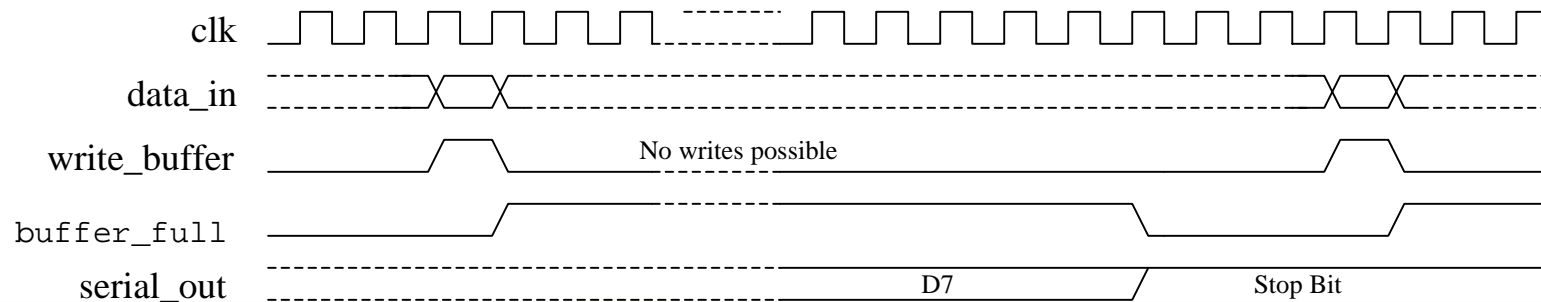 clk
data_in
write_buffer
No writes possible
buffer_full
serial_out
D7
Stop Bit